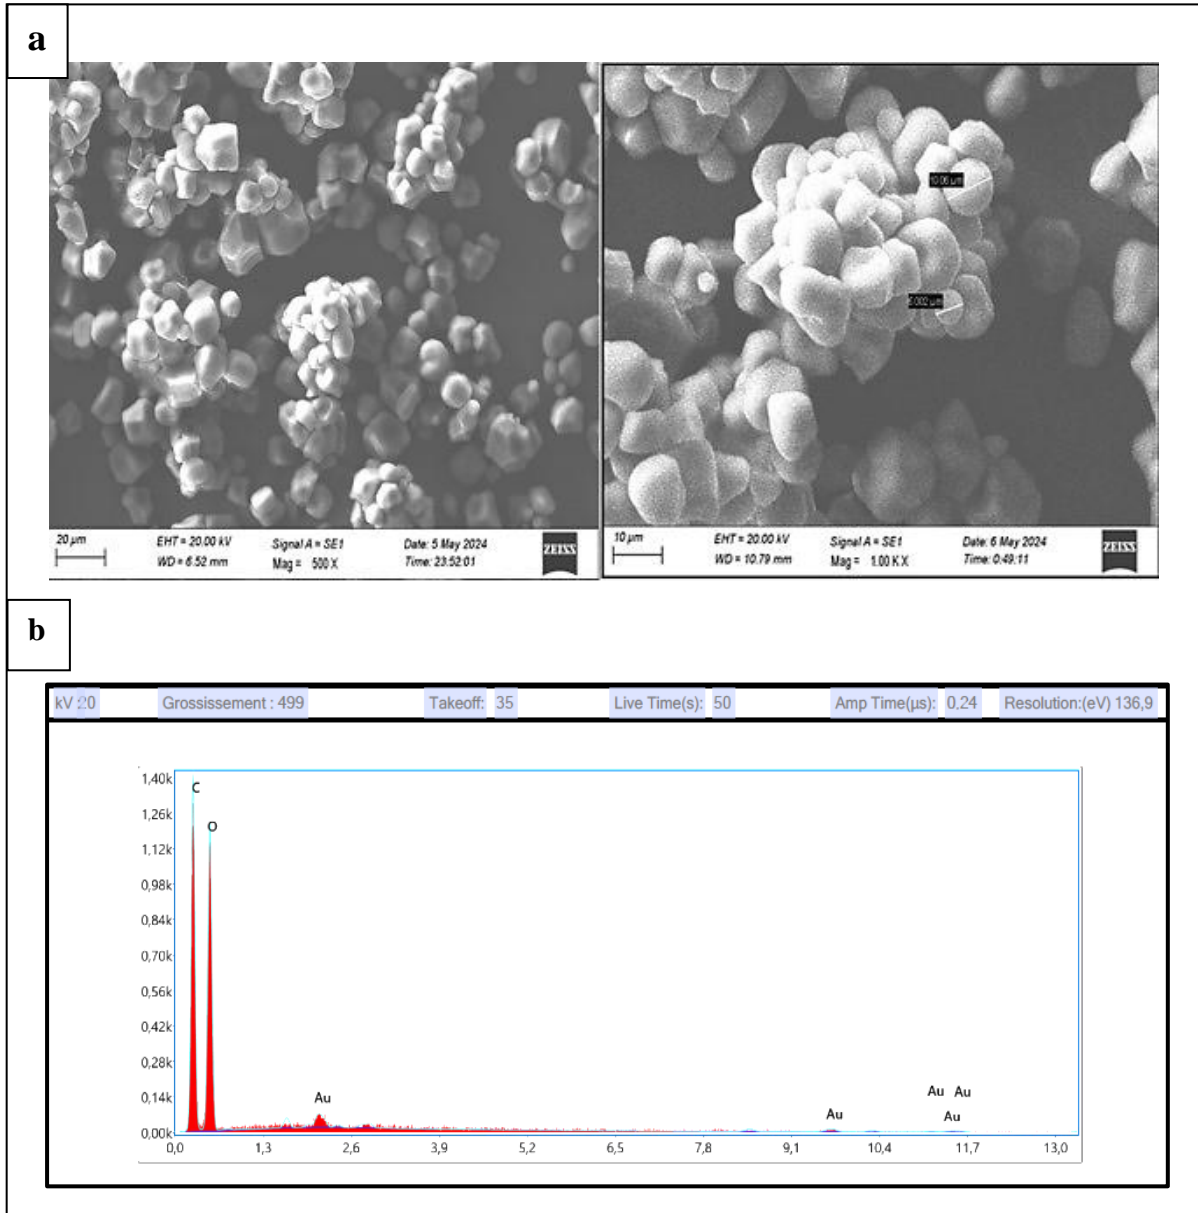 a
10.06 µm
5.002 µm
20 µm
EHT = 20.00 kV
Signal A = SE1
Date: 5 May 2024
WD = 6.52 mm
Mag = 500 X
Time: 23:52:01
ZEISS
10 µm
EHT = 20.00 kV
Signal A = SE1
Date: 6 May 2024
WD = 10.79 mm
Mag = 1.00 K X
Time: 0:49:11
ZEISS
b
kV :20 Grossissement : 499 Takeoff: 35 Live Time(s): 50 Amp Time(µs): 0,24 Resolution:(eV) 136,9
1,40k
C
1,26k
O
1,12k
0,98k
0,84k
0,70k
0,56k
0,42k
0,28k
0,14k
Au
Au
Au Au
Au
0,00k
0,0 1,3 2,6 3,9 5,2 6,5 7,8 9,1 10,4 11,7 13,0